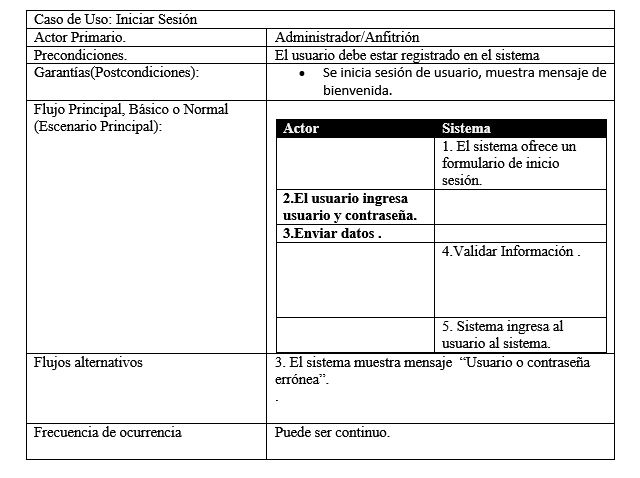 Caso de Uso: Iniciar Sesión
Actor Primario.
Administrador/Anfitrión
Precondiciones.
El usuario debe estar registrado en el sistema
Garantías(Postcondiciones):
• Se inicia sesión de usuario, muestra mensaje de
bienvenida.
Flujo Principal, Básico o Normal
(Escenario Principal):
Actor
Sistema
1. El sistema ofrece un
formulario de inicio
sesión.
2.El usuario ingresa
usuario y contraseña.
3.Enviar datos .
4.Validar Información .
5. Sistema ingresa al
usuario al sistema.
Flujos alternativos
3. El sistema muestra mensaje “Usuario o contraseña
errónea”.
.
Frecuencia de ocurrencia
Puede ser continuo.